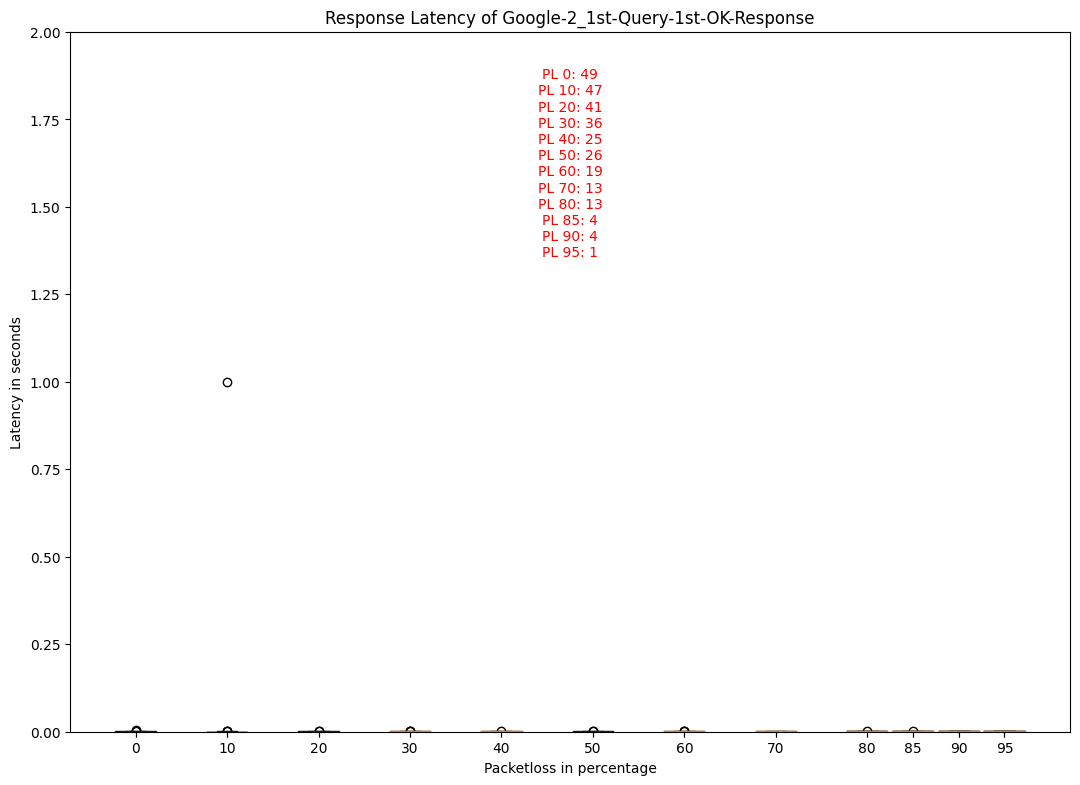 Response Latency of Google-2_1st-Query-1st-OK-Response
2.00
1.75
1.50
1.25
1.00
0.75
0.50
0.25
0.00
Latency in seconds
PL 0: 49
PL 10: 47
PL 20: 41
PL 30: 36
PL 40: 25
PL 50: 26
PL 60: 19
PL 70: 13
PL 80: 13
PL 85: 4
PL 90: 4
PL 95: 1
0 10 20 30 40 50 60 70 80 85 90 95
Packetloss in percentage